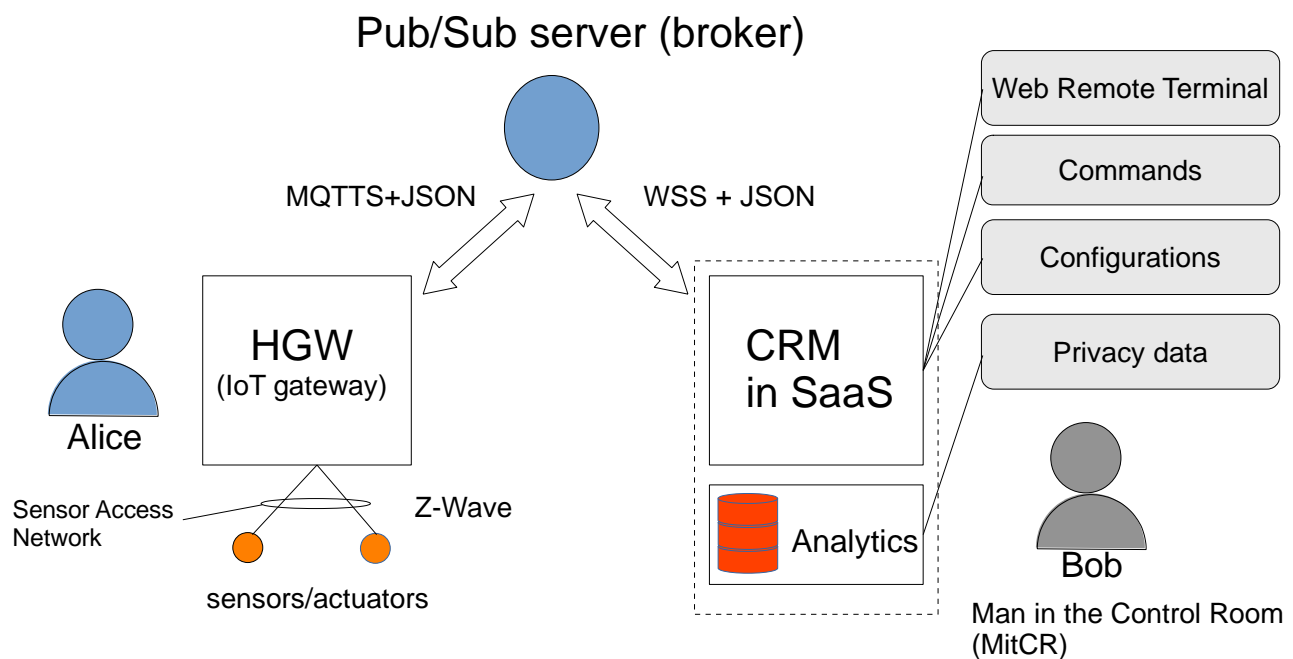 Pub/Sub server (broker)
Web Remote Terminal
Commands
MQTTS+JSON
WSS + JSON
Configurations
HGW
(IoT gateway)
CRM
in SaaS
Privacy data
Alice
Sensor Access
Network
Z-Wave
Analytics
sensors/actuators
Bob
Man in the Control Room
(MitCR)